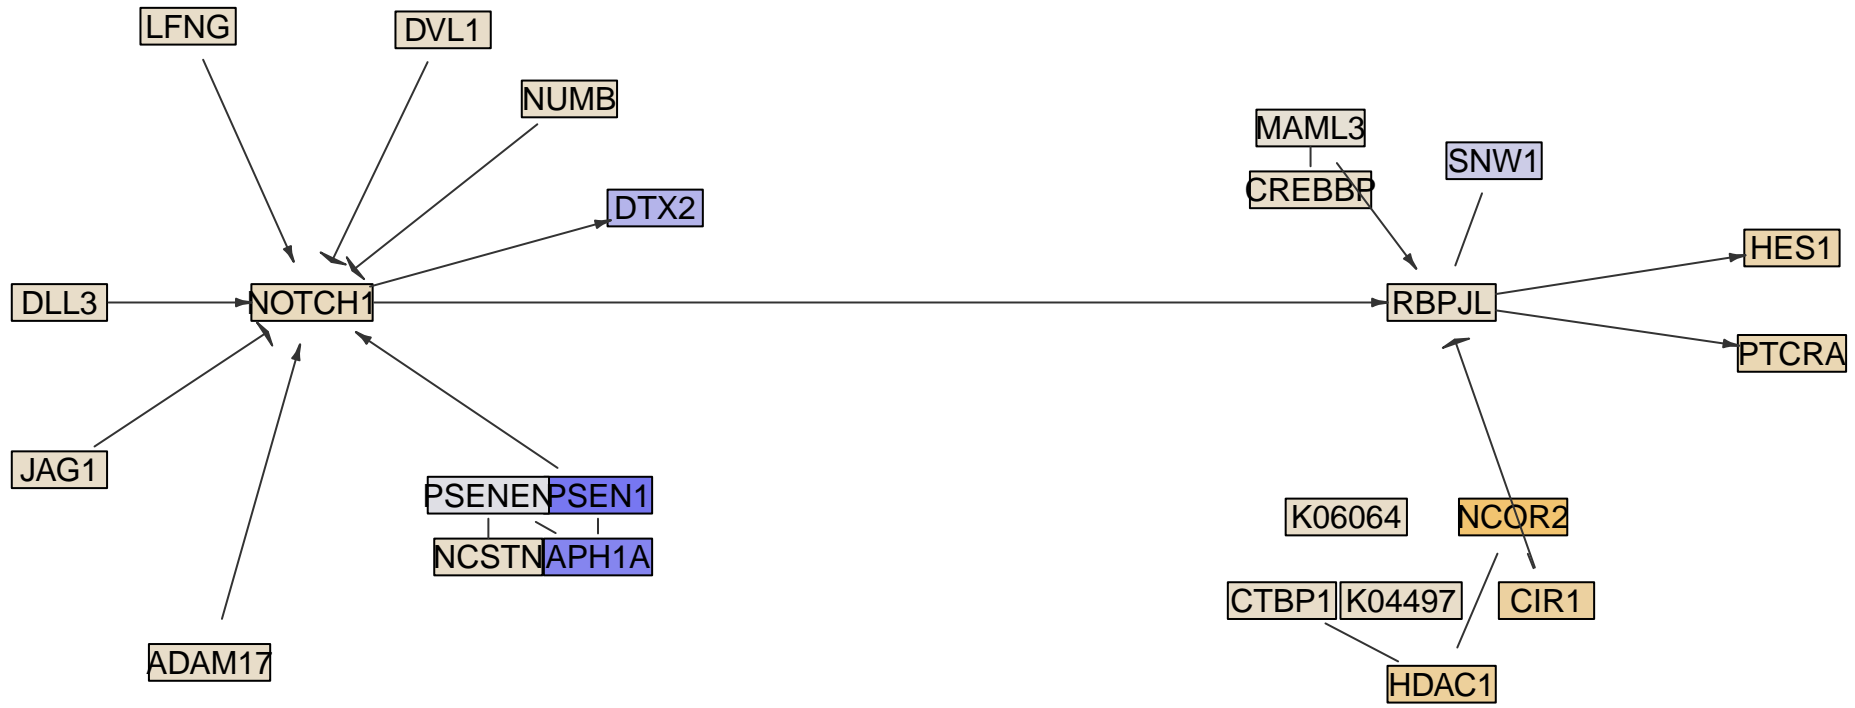 LFNG
DVL1
NUMB
MAML3
SNW1
CREBBP
DTX2
HES1
DLL3
NOTCH1
RBPJL
PTCRA
JAG1
PSENEN
PSEN1
K06064
NCOR2
NCSTN
APH1A
CTBP1
K04497
CIR1
ADAM17
HDAC1